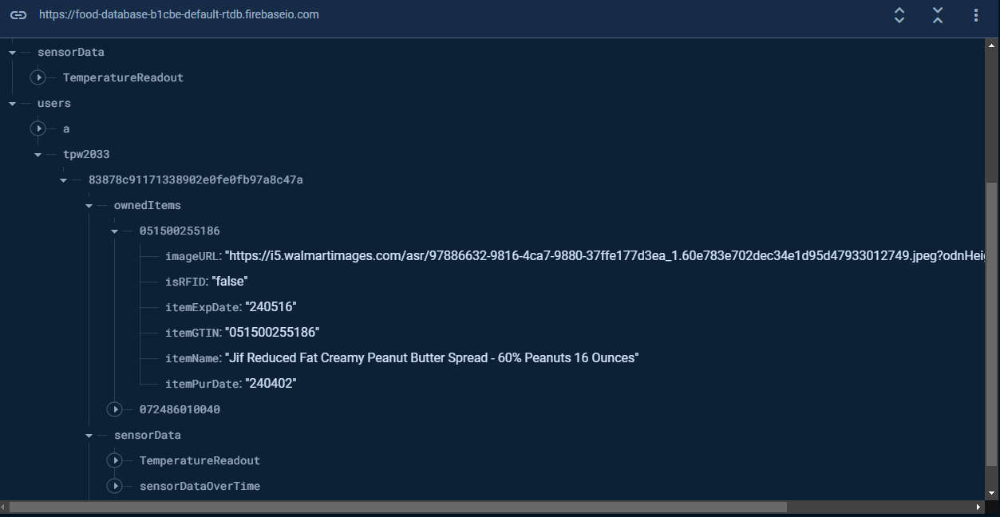 https://food-database-b1cbe-default-rtdb.firebaseio.com
sensorData
TemperatureReadout
users
a
tpw2033
83878c91171338902e0fe0fb97a8c47a
ownedItems
051500255186
imageURL: "https://i5.walmartimages.com/asr/97886632-9816-4ca7-9880-37ffe177d3ea_1.60e783e702dec34e1d95d47933012749.jpeg?odnHei
isRFID: "false"
itemExpDate: "240516"
itemGTIN: "051500255186"
itemName: "Jif Reduced Fat Creamy Peanut Butter Spread - 60% Peanuts 16 Ounces"
itemPurDate: "240402"
072486010040
sensorData
TemperatureReadout
sensorDataOverTime